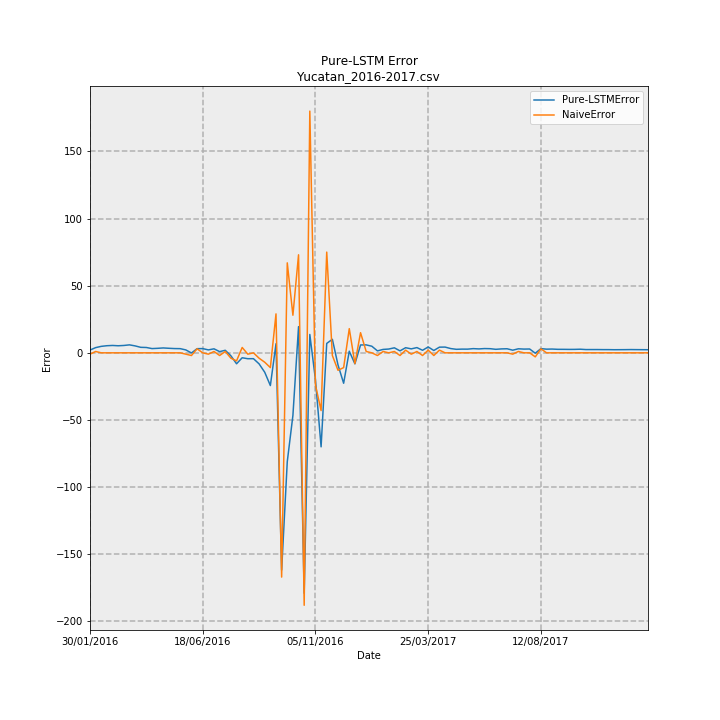 Pure-LSTM Error
Yucatan_2016-2017.csv
Pure-LSTMError
NaiveError
150
100
50
0
−50
−100
−150
−200
Error
30/01/2016
18/06/2016
05/11/2016
25/03/2017
12/08/2017
Date